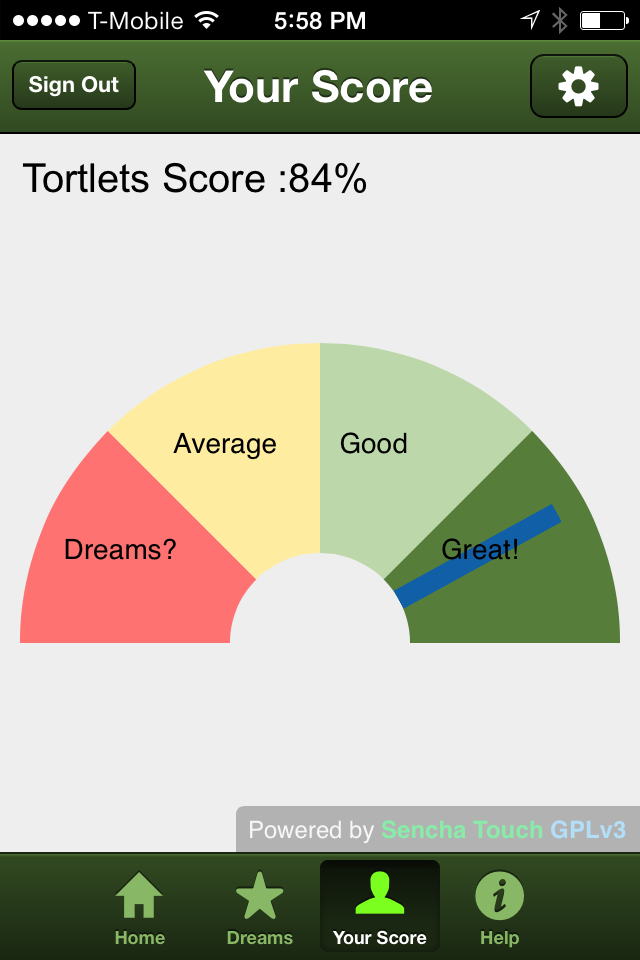 T-Mobile 5:58 PM
Sign Out Your Score
Tortlets Score :84%
Average Good
Dreams? Great!
Powered by Sencha Touch GPLv3
Home Dreams Your Score Help